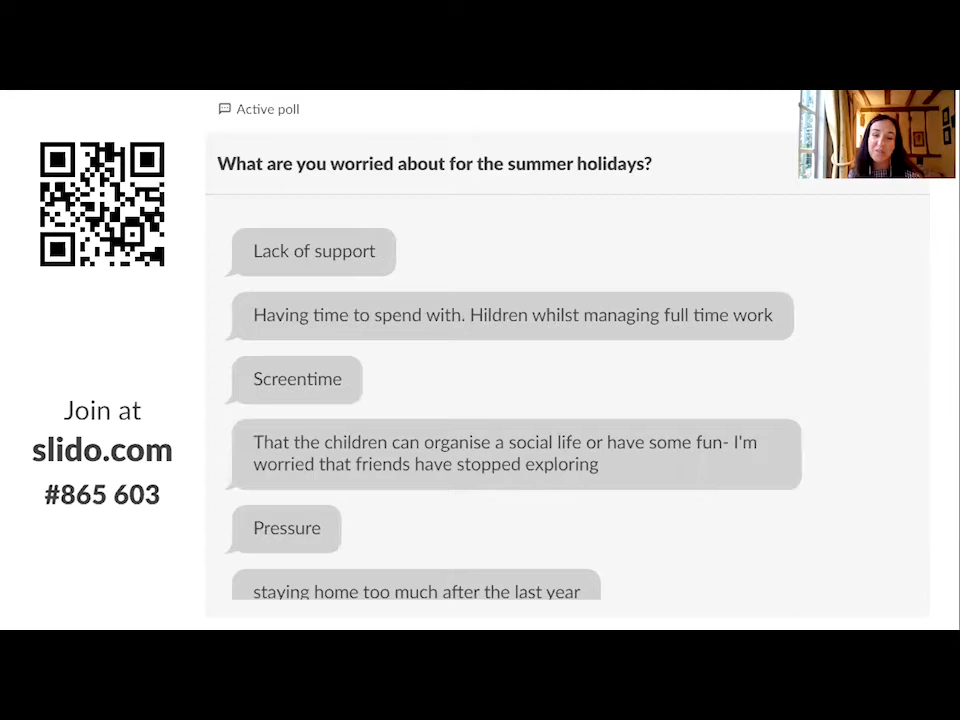 Active poll
What are you worried about for the summer holidays?
Lack of support
Having time to spend with. Hildren whilst managing full time work
Screentime
That the children can organise a social life or have some fun- I'm
worried that friends have stopped exploring
Pressure
staying home too much after the last year
Join at
slido.com
#865 603